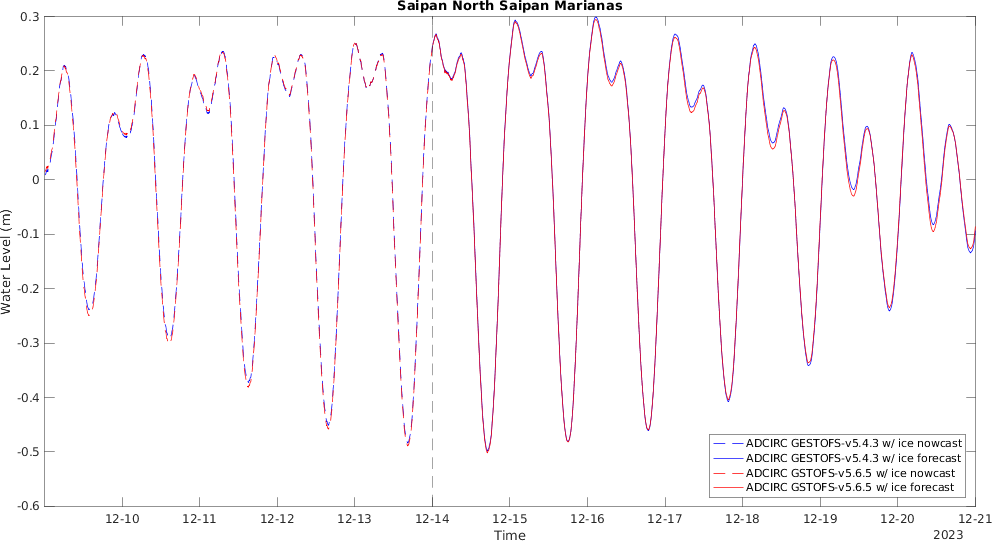 Saipan North Saipan Marianas
0.3
0.2
0.1
0
-0.1
-0.2
-0.3
-0.4
-0.5
-0.6
Water Level (m)
ADCIRC GESTOFS-v5.4.3 w/ ice nowcast
ADCIRC GESTOFS-v5.4.3 w/ ice forecast
ADCIRC GSTOFS-v5.6.5 w/ ice nowcast
ADCIRC GSTOFS-v5.6.5 w/ ice forecast
12-10 12-11 12-12 12-13 12-14 12-15 12-16 12-17 12-18 12-19 12-20 12-21
Time
2023